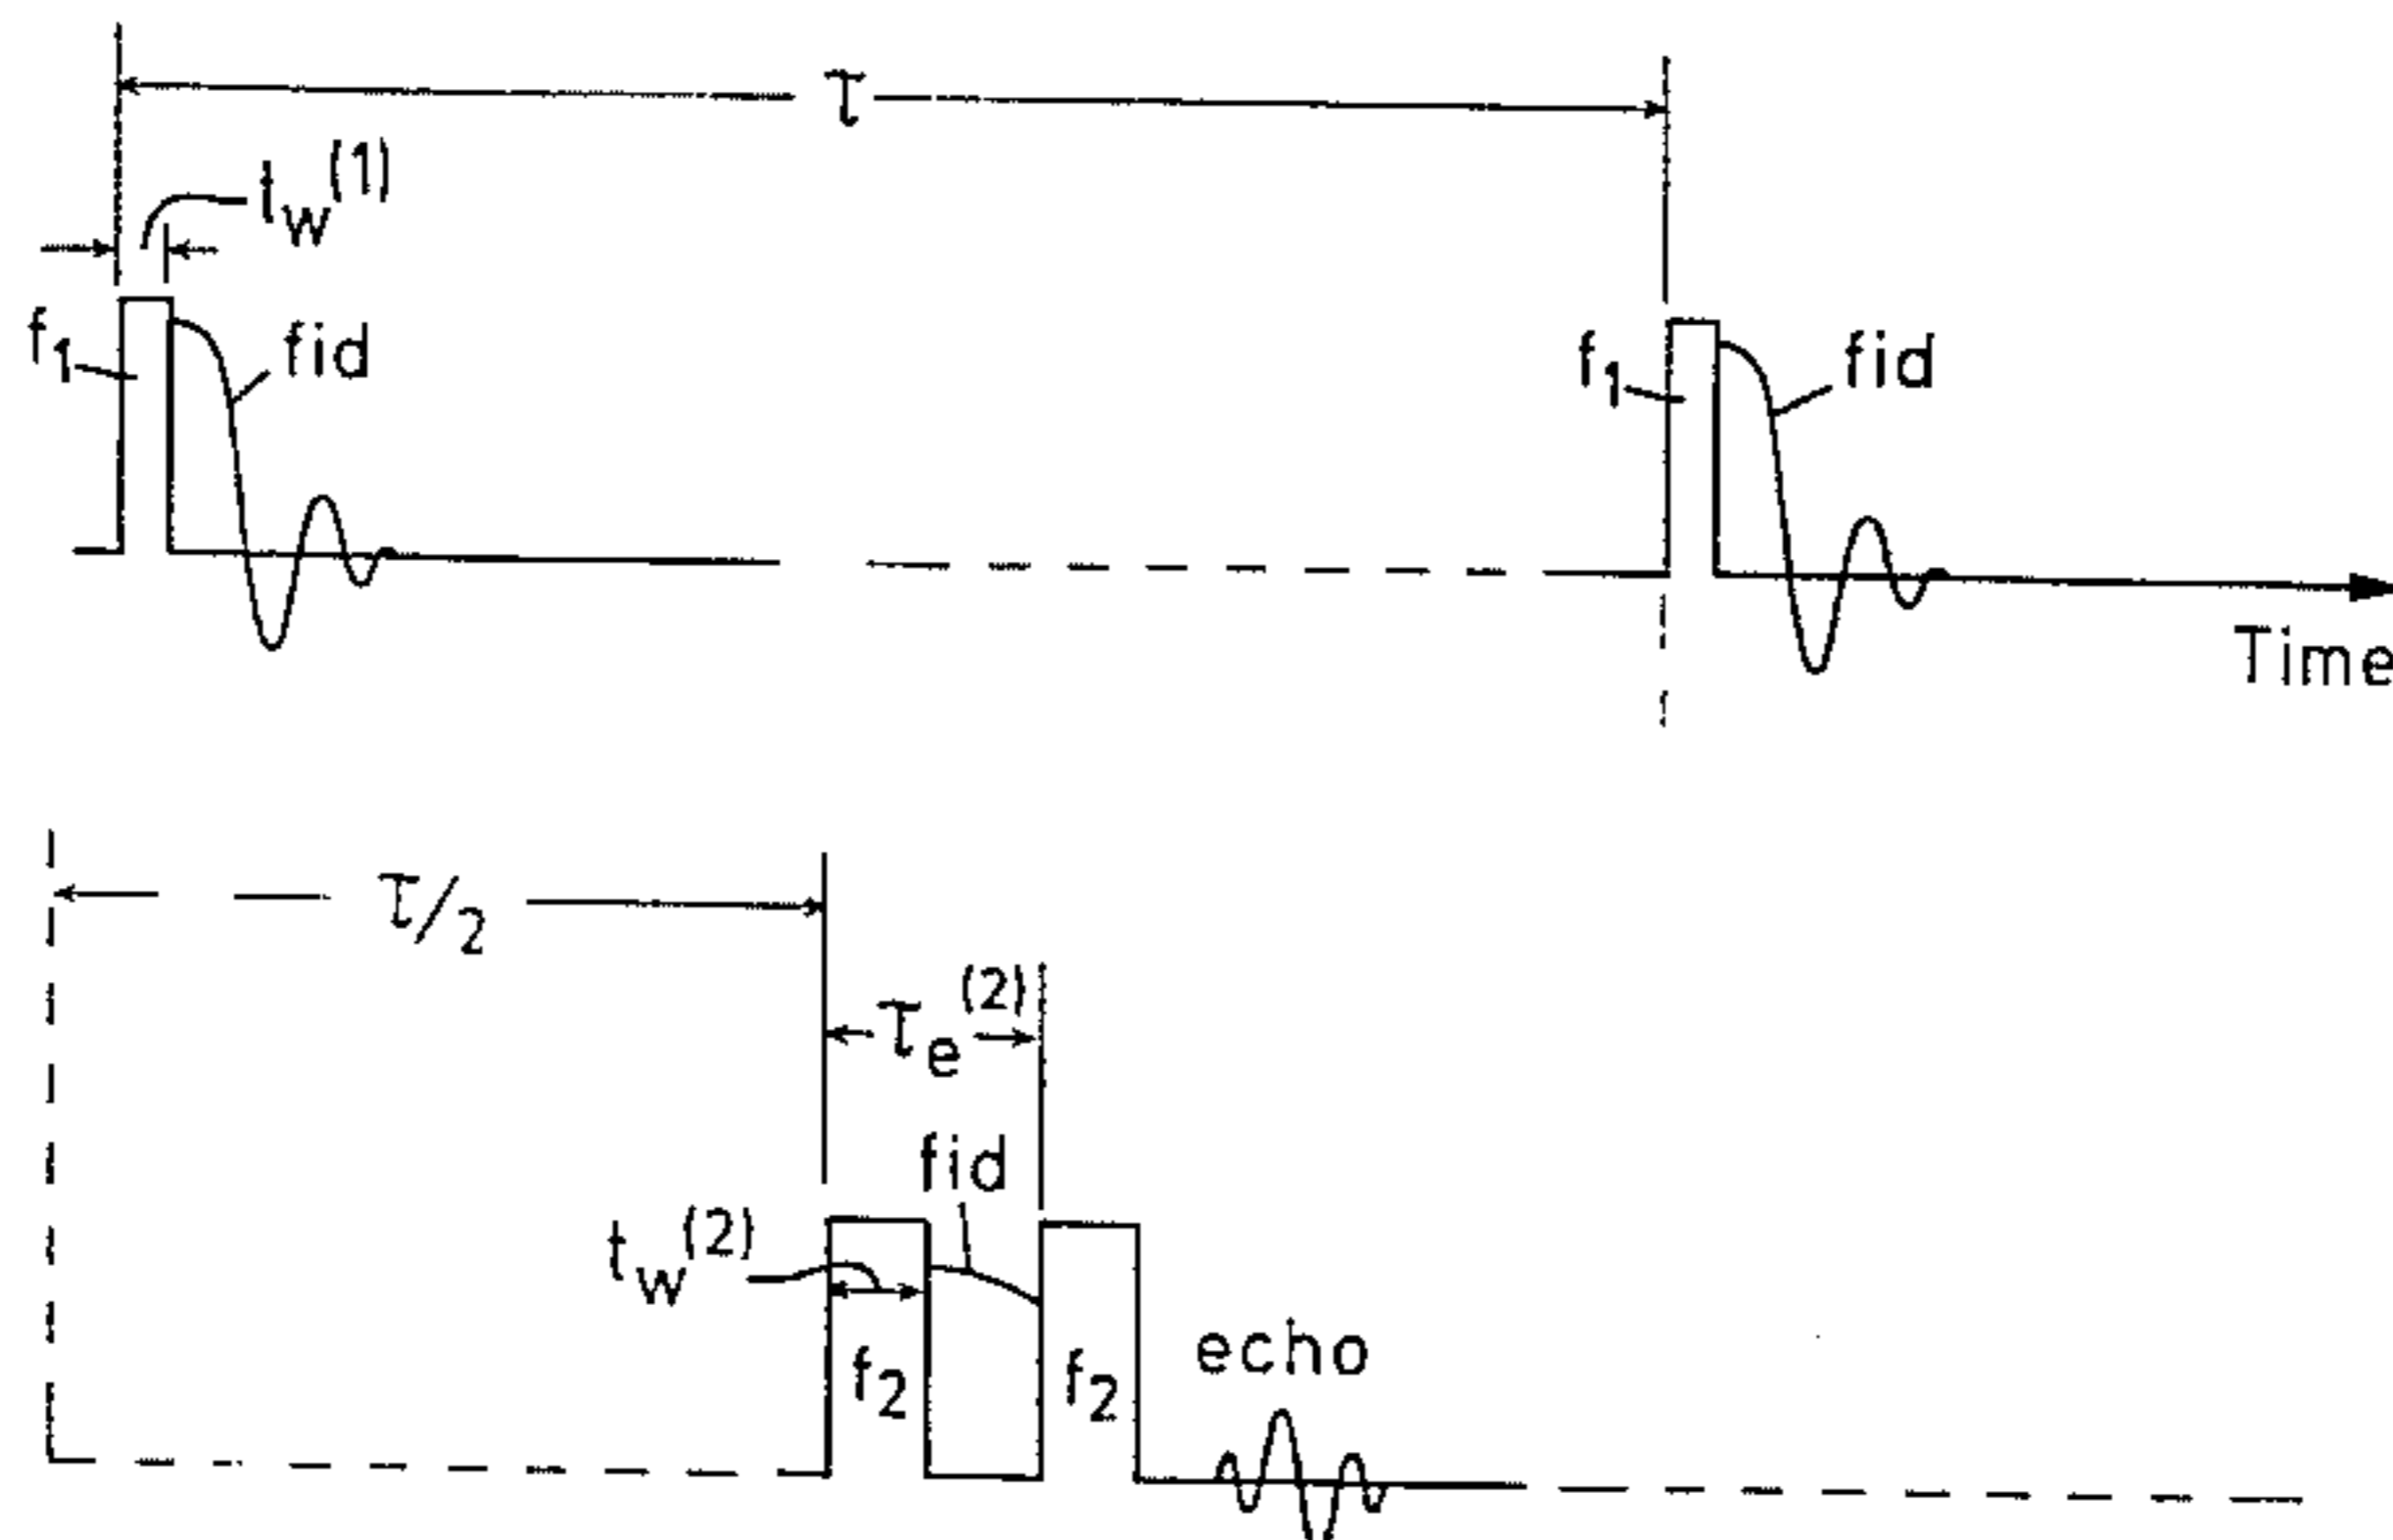 τ
t_w^(1)
f_1
fid
f_1
fid
Time
τ/2
τ_e^(2)
fid
t_w^(2)
f_2
f_2
echo